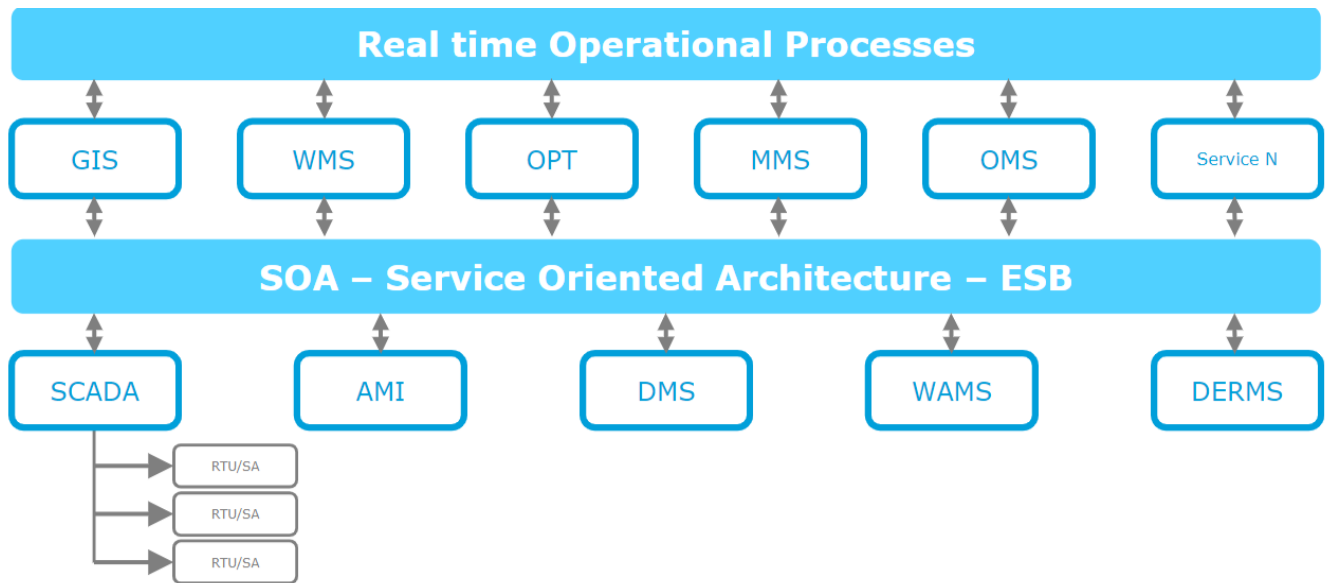 Real time Operational Processes
GIS
WMS
OPT
MMS
OMS
Service N
SOA – Service Oriented Architecture – ESB
SCADA
AMI
DMS
WAMS
DERMS
RTU/SA
RTU/SA
RTU/SA